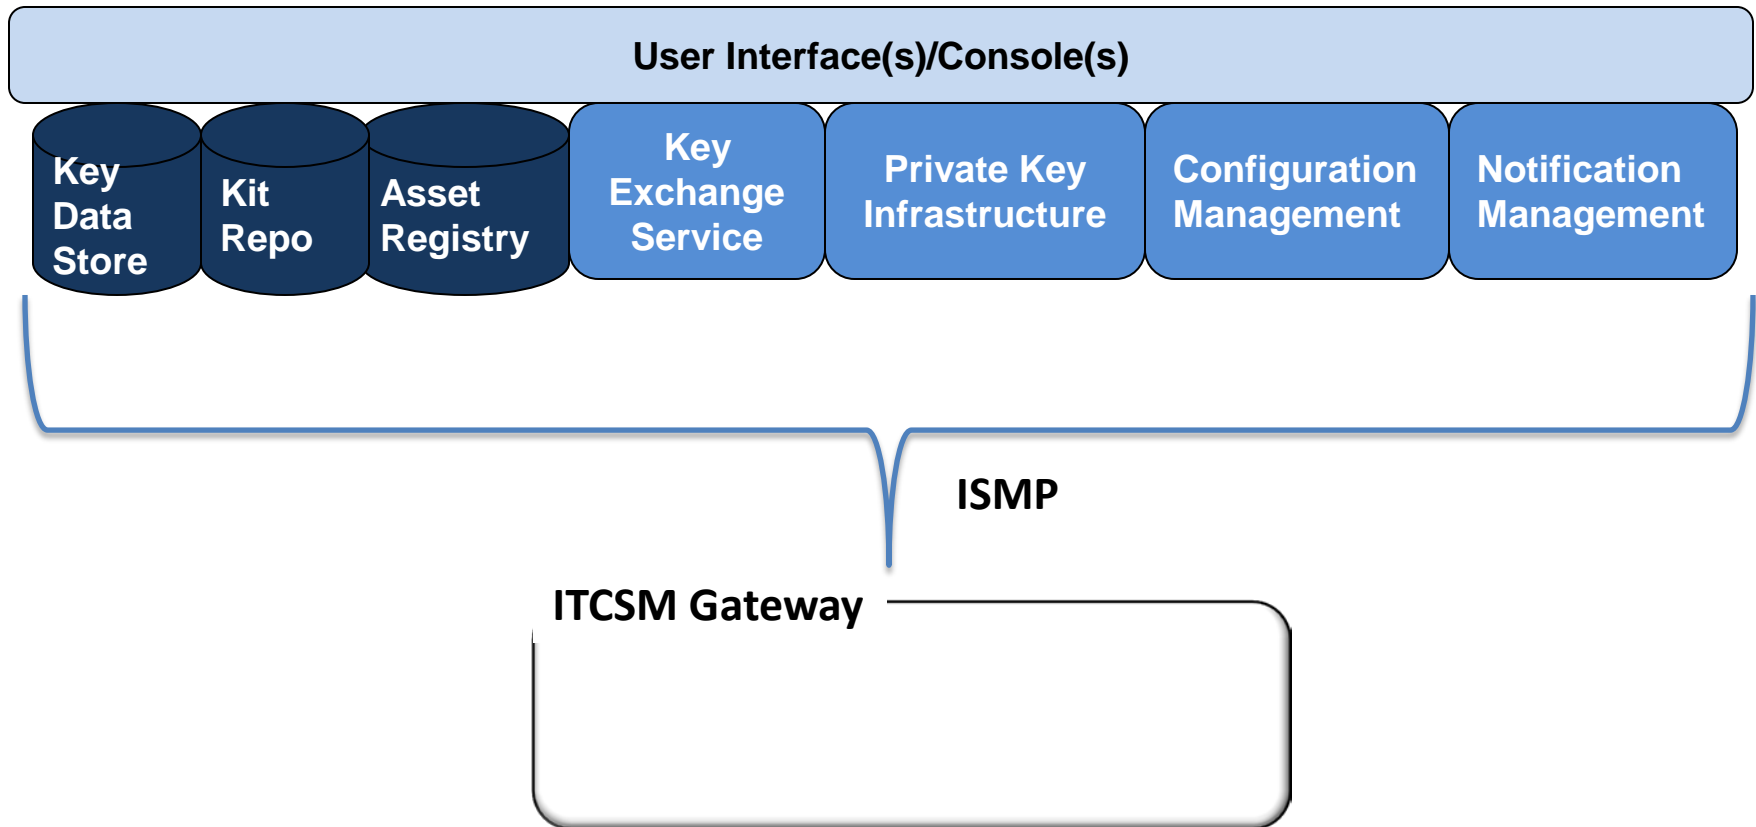 User Interface(s)/Console(s)
Key
Data
Store
Kit
Repo
Asset
Registry
Key
Exchange
Service
Private Key
Infrastructure
Configuration
Management
Notification
Management
ISMP
ITCSM Gateway